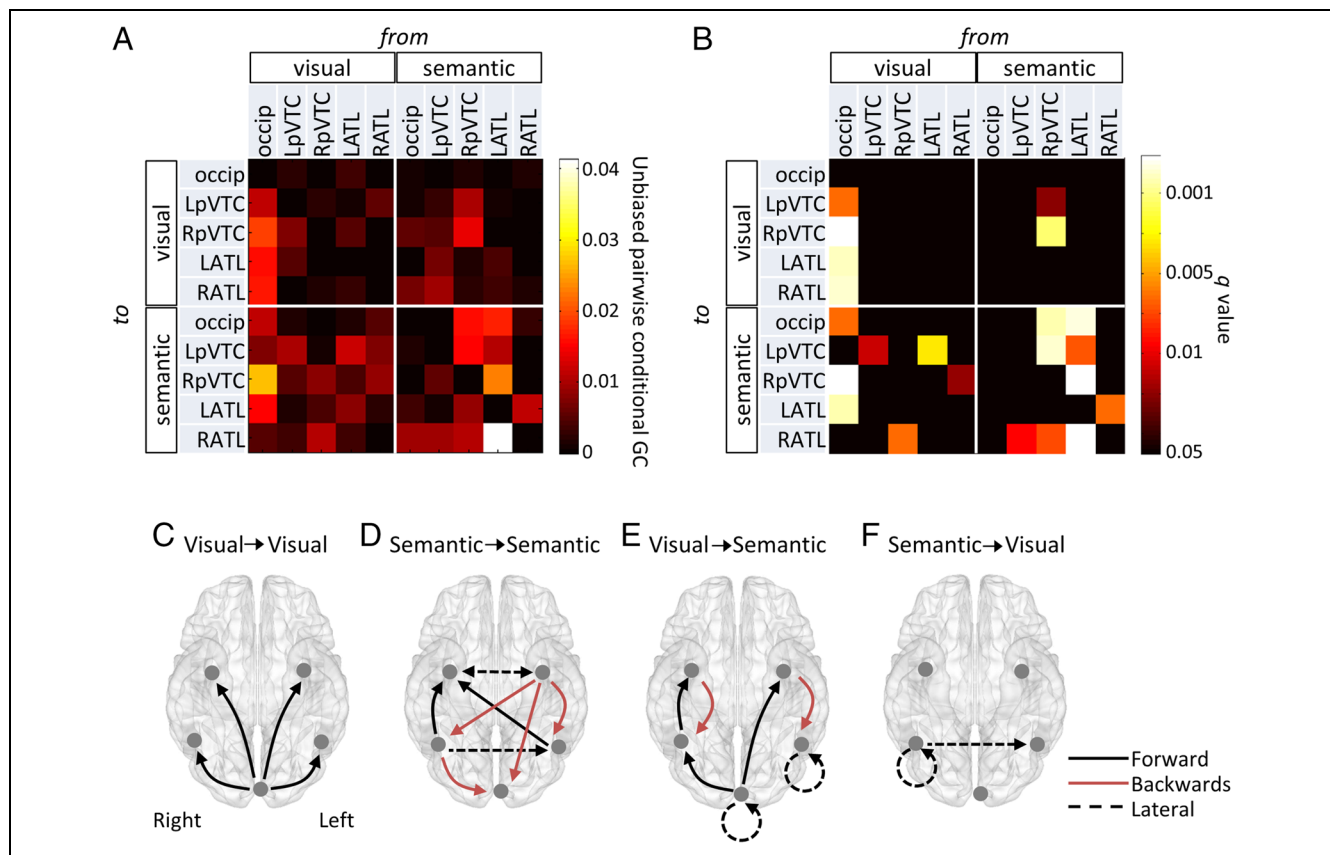 A
from
visual semantic
occip LpVTC RpVTC LATL RATL occip LpVTC RpVTC LATL RATL
to
visual
occip
LpVTC
RpVTC
LATL
RATL
semantic
occip
LpVTC
RpVTC
LATL
RATL
0.04
0.03
0.02
0.01
0
Unbiased pairwise conditional GC
B
from
visual semantic
occip LpVTC RpVTC LATL RATL occip LpVTC RpVTC LATL RATL
to
visual
occip
LpVTC
RpVTC
LATL
RATL
semantic
occip
LpVTC
RpVTC
LATL
RATL
0.001
0.005
0.01
0.05
q value
C Visual→Visual
D Semantic→Semantic
E Visual→Semantic
F Semantic→Visual
Right Left
Forward
Backwards
Lateral